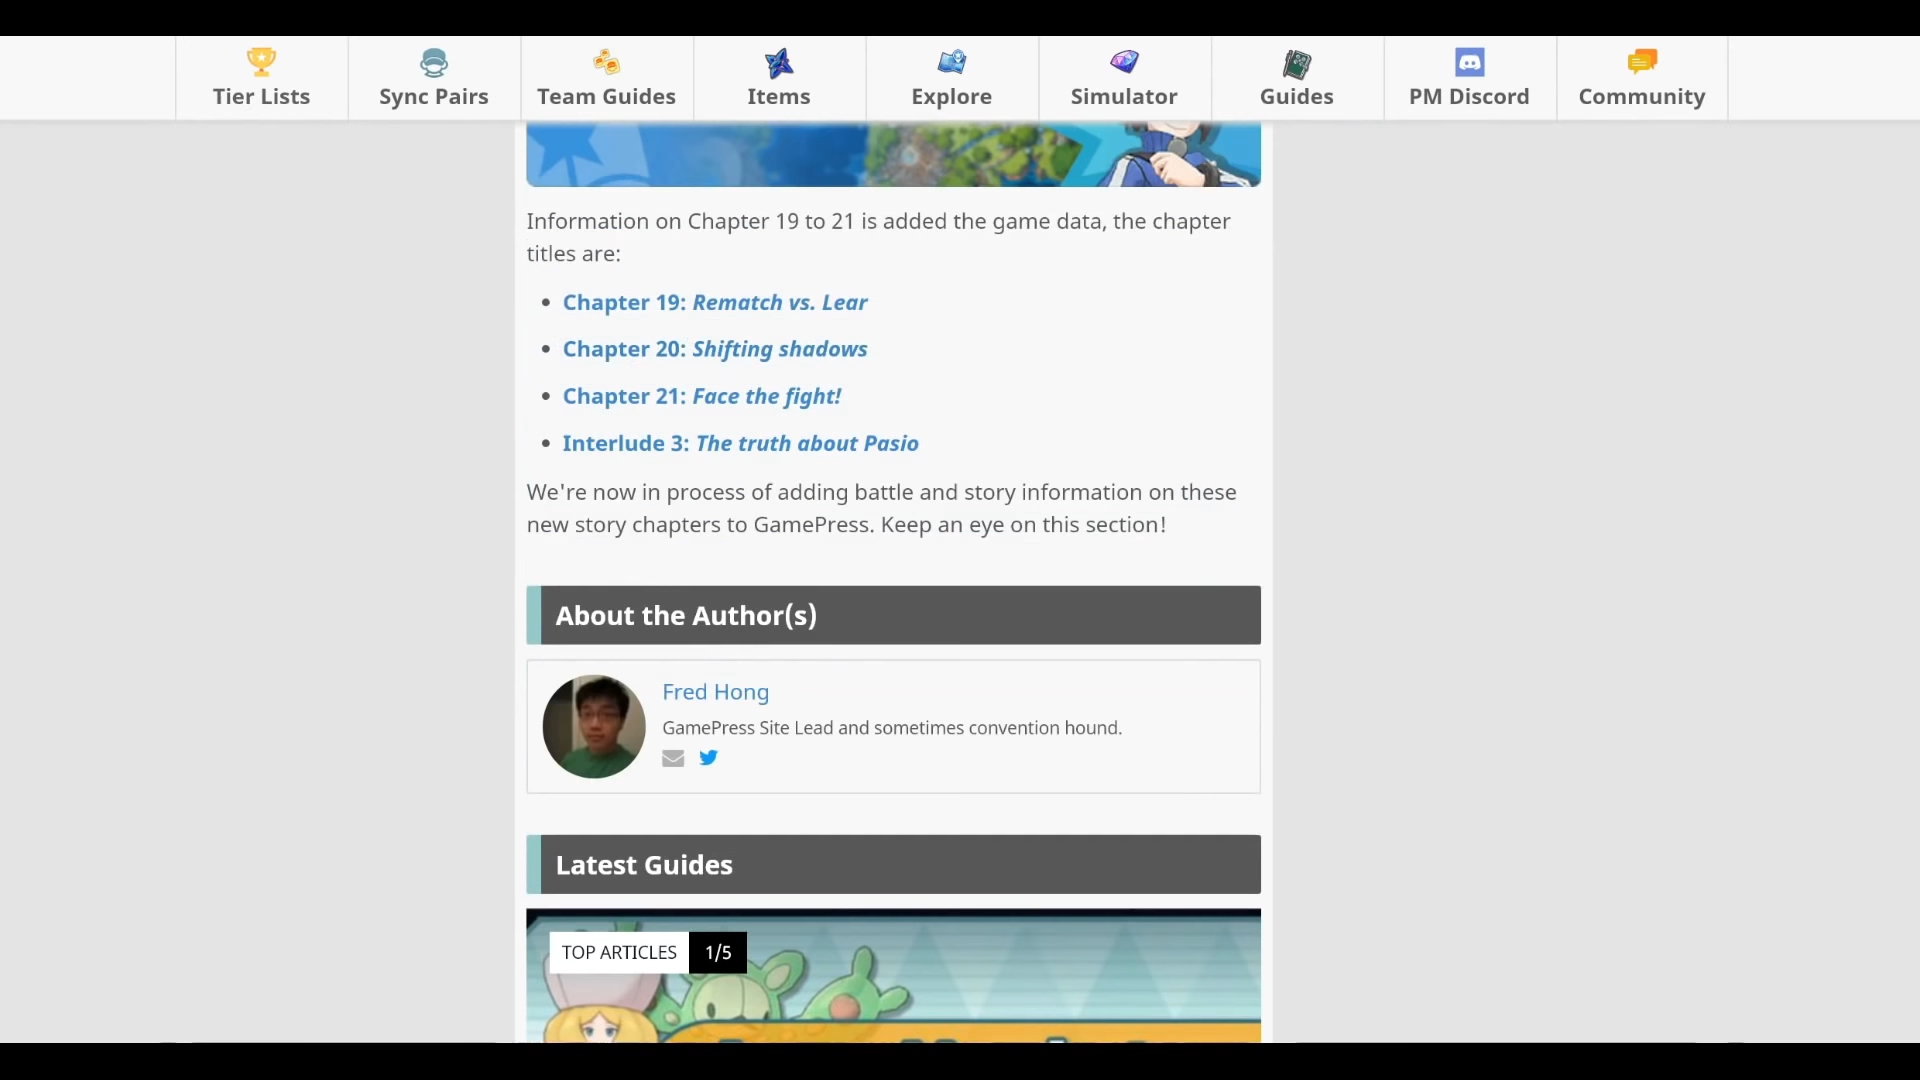 Tier Lists
Sync Pairs
Team Guides
Items
Explore
Simulator
Guides
PM Discord
Community
Information on Chapter 19 to 21 is added the game data, the chapter
titles are:
• Chapter 19: Rematch vs. Lear
• Chapter 20: Shifting shadows
• Chapter 21: Face the fight!
• Interlude 3: The truth about Pasio
We're now in process of adding battle and story information on these
new story chapters to GamePress. Keep an eye on this section!
About the Author(s)
Fred Hong
GamePress Site Lead and sometimes convention hound.
Latest Guides
TOP ARTICLES 1/5